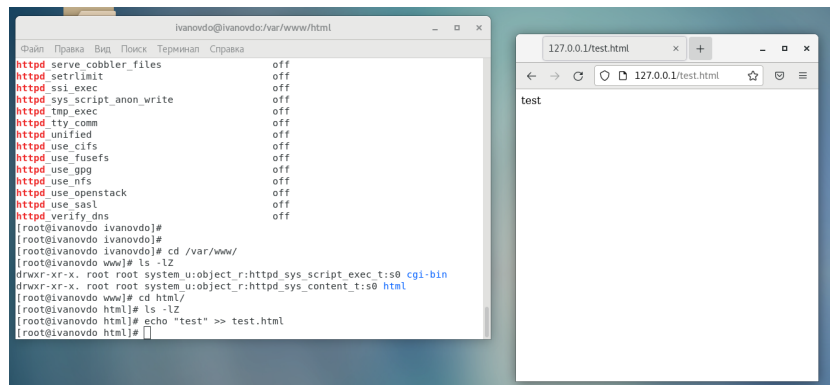 ivanovdo@ivanovdo:/var/www/html
Файл Правка Вид Поиск Терминал Справка
httpd_serve_cobbler_files off
httpd_setrlimit off
httpd_ssi_exec off
httpd_sys_script_anon_write off
httpd_tmp_exec off
httpd_tty_comm off
httpd_unified off
httpd_use_cifs off
httpd_use_fusefs off
httpd_use_gpg off
httpd_use_nfs off
httpd_use_openstack off
httpd_use_sasl off
httpd_verify_dns off
[root@ivanovdo ivanovdo]#
[root@ivanovdo ivanovdo]#
[root@ivanovdo ivanovdo]# cd /var/www/
[root@ivanovdo www]# ls -lZ
drwxr-xr-x. root root system_u:object_r:httpd_sys_script_exec_t:s0 cgi-bin
drwxr-xr-x. root root system_u:object_r:httpd_sys_content_t:s0 html
[root@ivanovdo www]# cd html/
[root@ivanovdo html]# ls -lZ
[root@ivanovdo html]# echo "test" >> test.html
[root@ivanovdo html]#
127.0.0.1/test.html
127.0.0.1/test.html
test